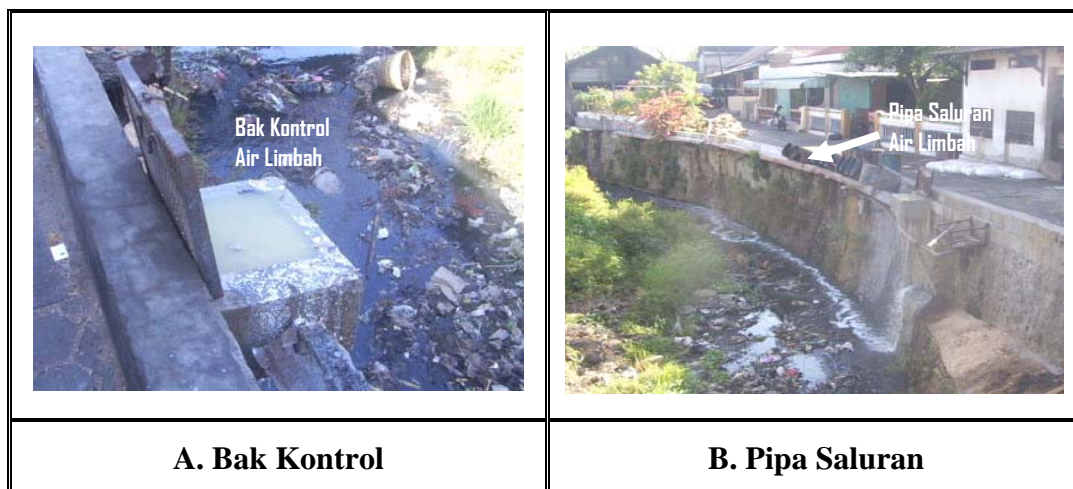 Bak Kontrol
Air Limbah
Pipa Saluran
Air Limbah
A. Bak Kontrol
B. Pipa Saluran